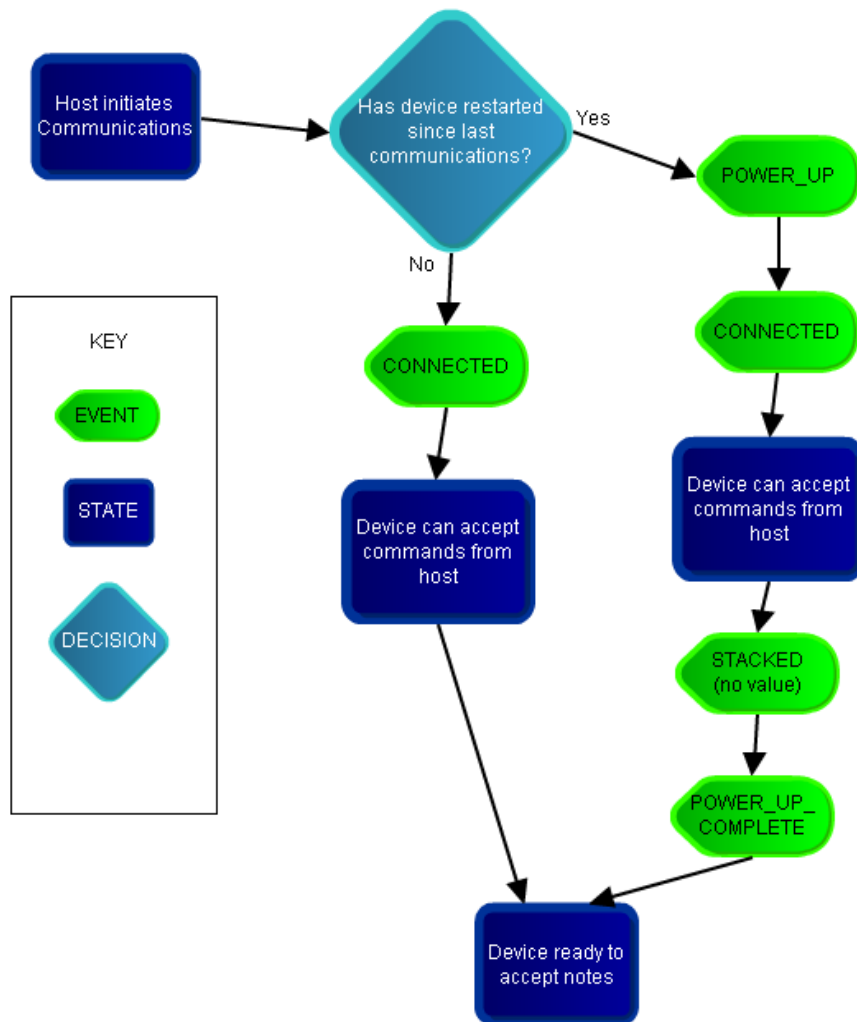 Host initiates
Communications
Has device restarted
since last
communications?
Yes
POWER_UP
No
CONNECTED
CONNECTED
KEY
EVENT
STATE
DECISION
Device can accept
commands from
host
Device can accept
commands from
host
STACKED
(no value)
POWER_UP_
COMPLETE
Device ready to
accept notes